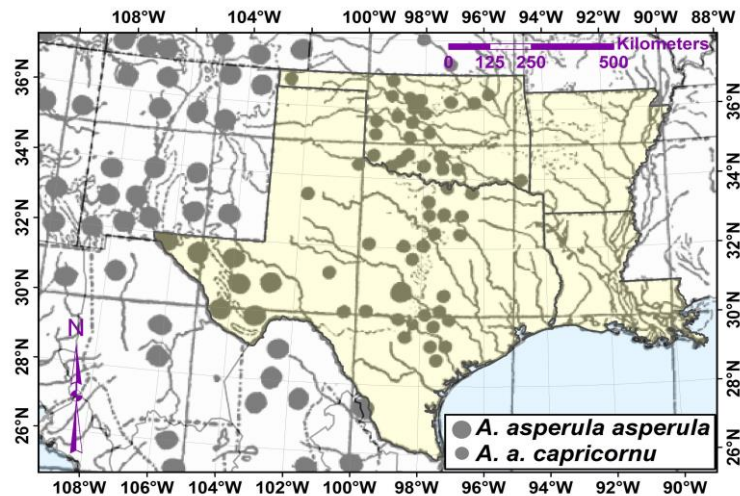 108°W 106°W 104°W 100°W 98°W 96°W 94°W 92°W 90°W 88°W
Kilometers
0 125 250 500
36°N 36°N
34°N 34°N
32°N 32°N
30°N 30°N
N
28°N 28°N
26°N 26°N
A. asperula asperula
A. a. capricornu
108°W 106°W 104°W 102°W 100°W 98°W 96°W 94°W 92°W 90°W